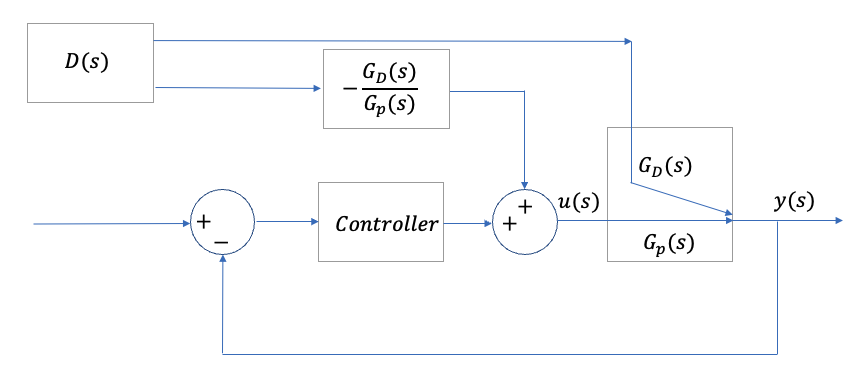 D(s)
− G_D(s)
G_p(s)
G_D(s)
+
−
Controller
+
+
u(s)
y(s)
G_p(s)